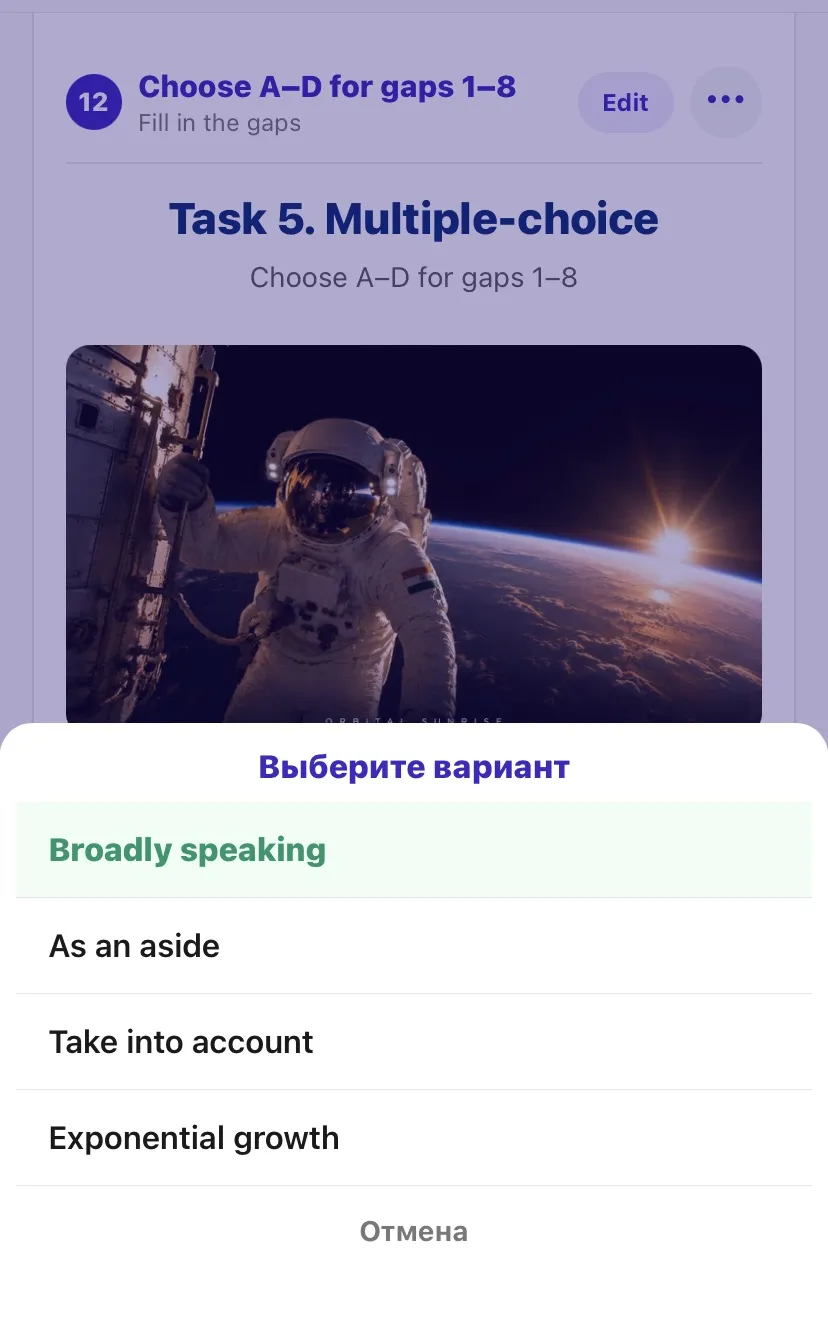 12
Choose A–D for gaps 1–8
Fill in the gaps
Edit
Task 5. Multiple-choice
Choose A–D for gaps 1–8
ORBITAL SUNRISE
Выберите вариант
Broadly speaking
As an aside
Take into account
Exponential growth
Отмена